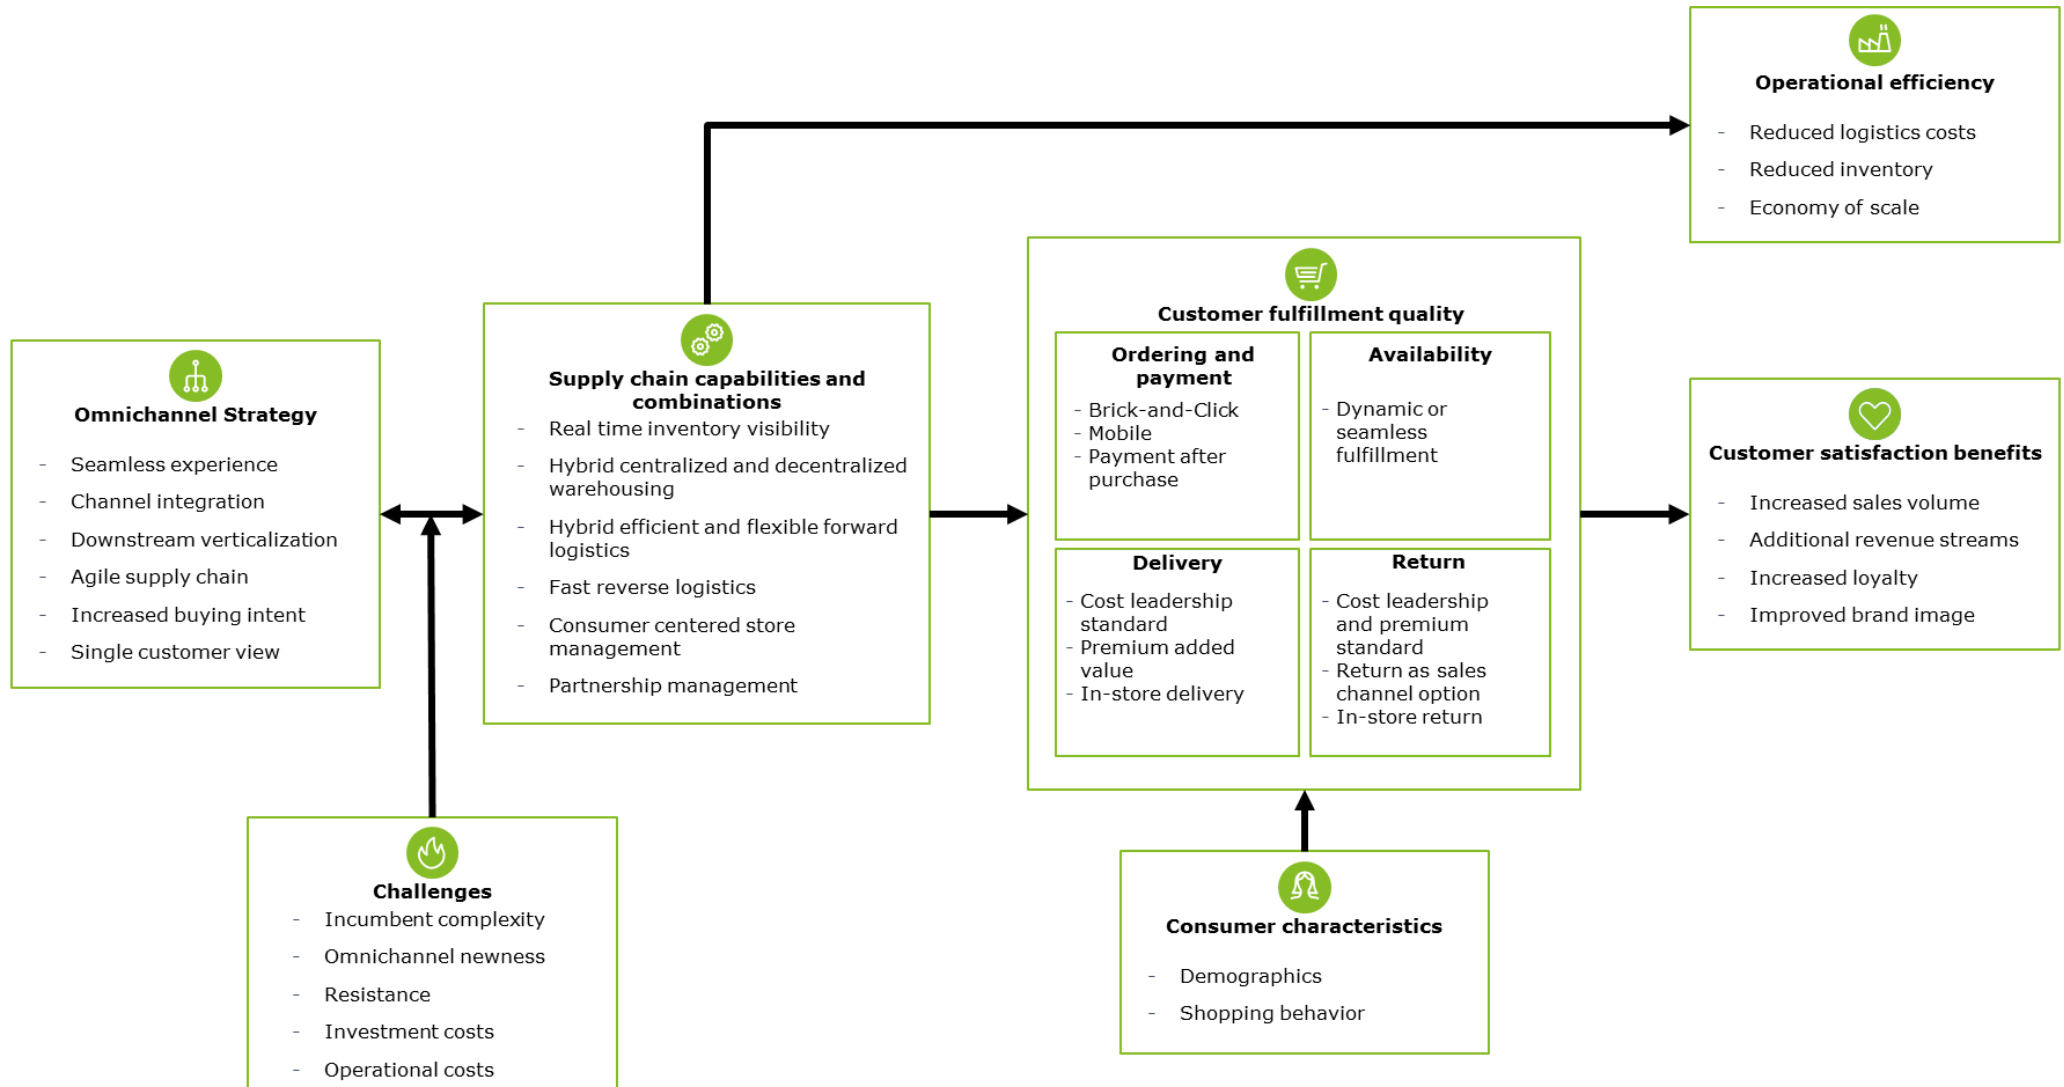 Operational efficiency
- Reduced logistics costs
- Reduced inventory
- Economy of scale
Omnichannel Strategy
- Seamless experience
- Channel integration
- Downstream verticalization
- Agile supply chain
- Increased buying intent
- Single customer view
Supply chain capabilities and
combinations
- Real time inventory visibility
- Hybrid centralized and decentralized
warehousing
- Hybrid efficient and flexible forward
logistics
- Fast reverse logistics
- Consumer centered store
management
- Partnership management
Customer fulfillment quality
Ordering and
payment
- Brick-and-Click
- Mobile
- Payment after
purchase
Availability
- Dynamic or
seamless
fulfillment
Delivery
- Cost leadership
standard
- Premium added
value
- In-store delivery
Return
- Cost leadership
and premium
standard
- Return as sales
channel option
- In-store return
Customer satisfaction benefits
- Increased sales volume
- Additional revenue streams
- Increased loyalty
- Improved brand image
Challenges
- Incumbent complexity
- Omnichannel newness
- Resistance
- Investment costs
- Operational costs
Consumer characteristics
- Demographics
- Shopping behavior